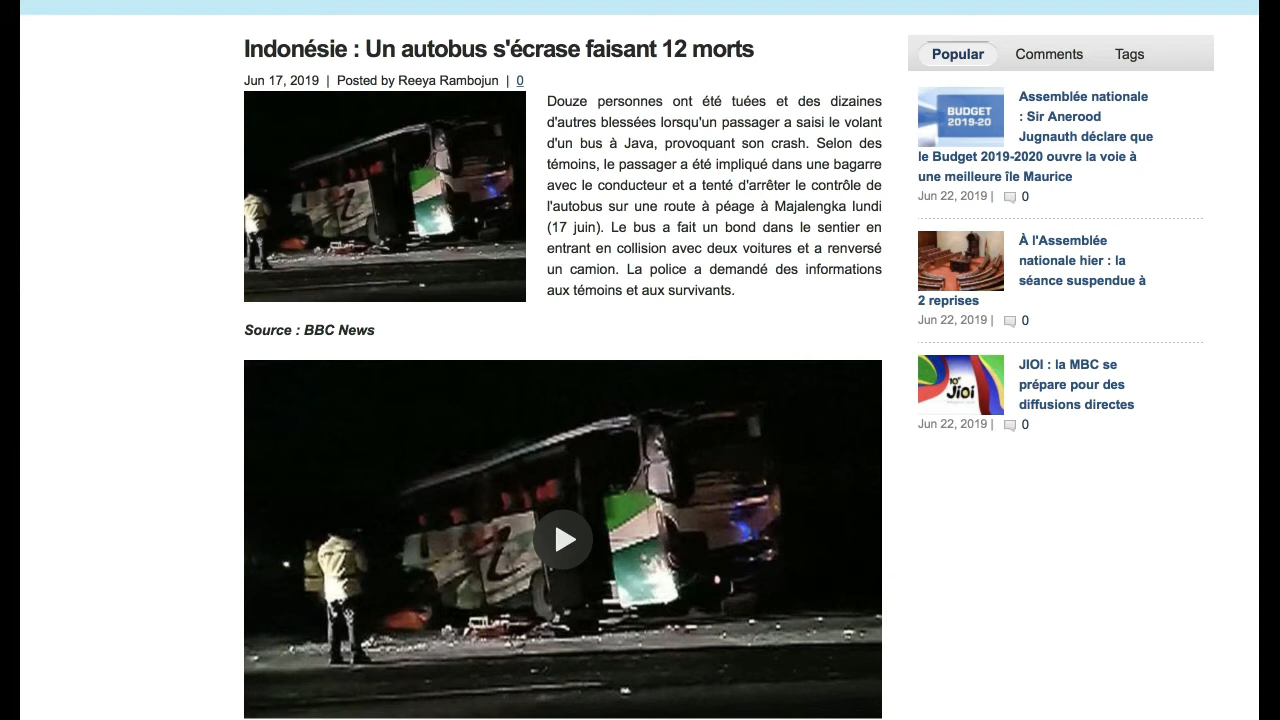 Indonésie : Un autobus s'écrase faisant 12 morts
Jun 17, 2019 | Posted by Reeya Rambojun | 0
Douze personnes ont été tuées et des dizaines
d'autres blessées lorsqu'un passager a saisi le volant
d'un bus à Java, provoquant son crash. Selon des
témoins, le passager a été impliqué dans une bagarre
avec le conducteur et a tenté d'arrêter le contrôle de
l'autobus sur une route à péage à Majalengka lundi
(17 juin). Le bus a fait un bond dans le sentier en
entrant en collision avec deux voitures et a renversé
un camion. La police a demandé des informations
aux témoins et aux survivants.
Source : BBC News
Popular Comments Tags
BUDGET
2019-20
Assemblée nationale
: Sir Anerood
Jugnauth déclare que
le Budget 2019-2020 ouvre la voie à
une meilleure île Maurice
Jun 22, 2019 | 0
À l'Assemblée
nationale hier : la
séance suspendue à
2 reprises
Jun 22, 2019 | 0
10e
Jioi
JIOI : la MBC se
prépare pour des
diffusions directes
Jun 22, 2019 | 0